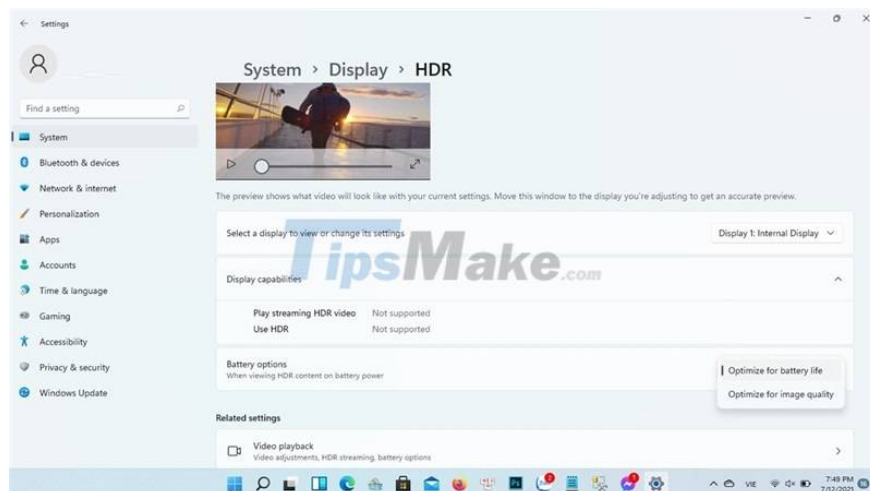 Settings
System > Display > HDR
Find a setting
System
Bluetooth & devices
Network & internet
Personalization
Apps
Accounts
Time & language
Gaming
Accessibility
Privacy & security
Windows Update
The preview shows what video will look like with your current settings. Move this window to the display you're adjusting to get an accurate preview.
Select a display to view or change its settings
Display 1: Internal Display
TipsMake.com
Display capabilities
Play streaming HDR video Not supported
Use HDR Not supported
Battery options
When viewing HDR content on battery power
Optimize for battery life
Optimize for image quality
Related settings
Video playback
Video adjustments, HDR streaming, battery options
VIE
7:49 PM
7/12/2021